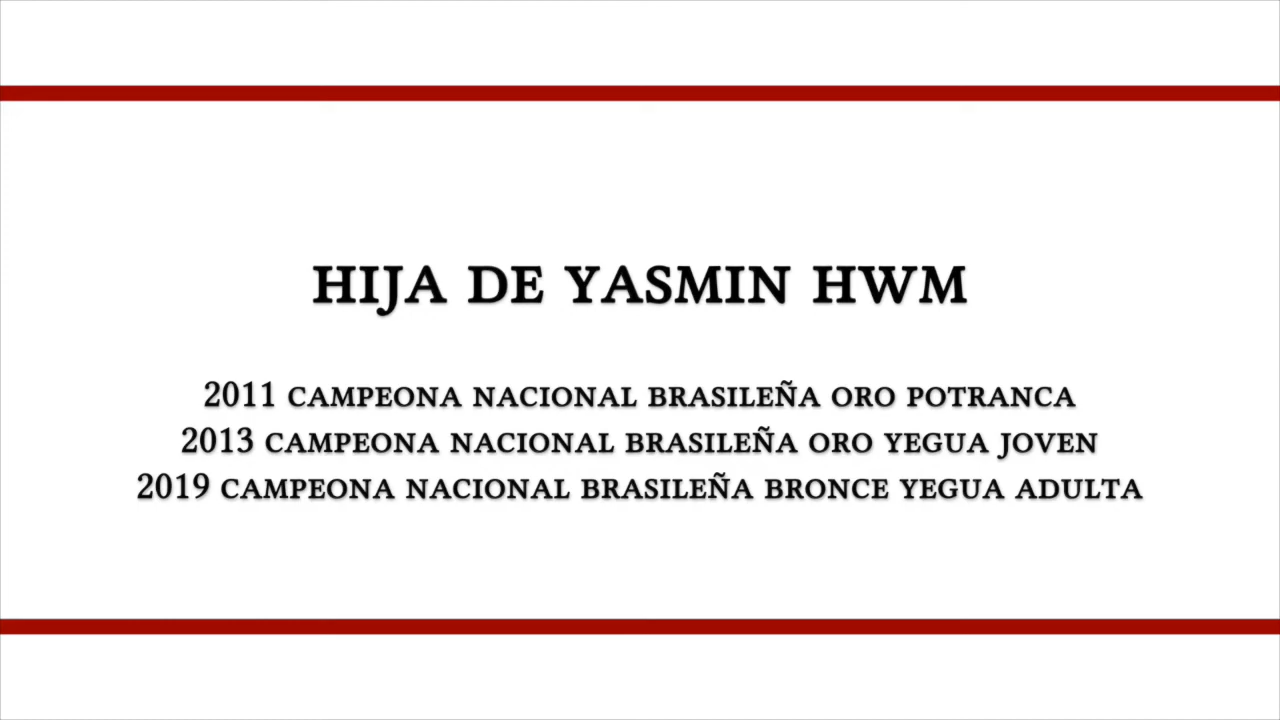 HIJA DE YASMIN HWM
2011 CAMPEONA NACIONAL BRASILEÑA ORO POTRANCA
2013 CAMPEONA NACIONAL BRASILEÑA ORO YEGUA JOVEN
2019 CAMPEONA NACIONAL BRASILEÑA BRONCE YEGUA ADULTA